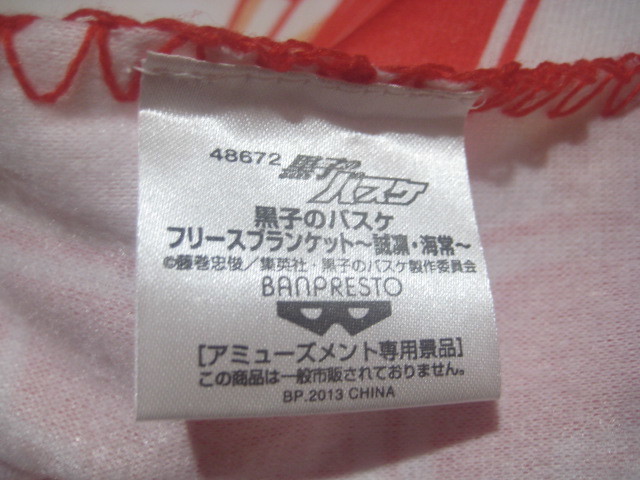 48672 黒子のバスケ
黒子のバスケ
フリースブランケット～誠凛・海常～
©藤巻忠俊／集英社・黒子のバスケ製作委員会
BANPRESTO
[アミューズメント専用景品]
この商品は一般市販されておりません。
BP.2013 CHINA